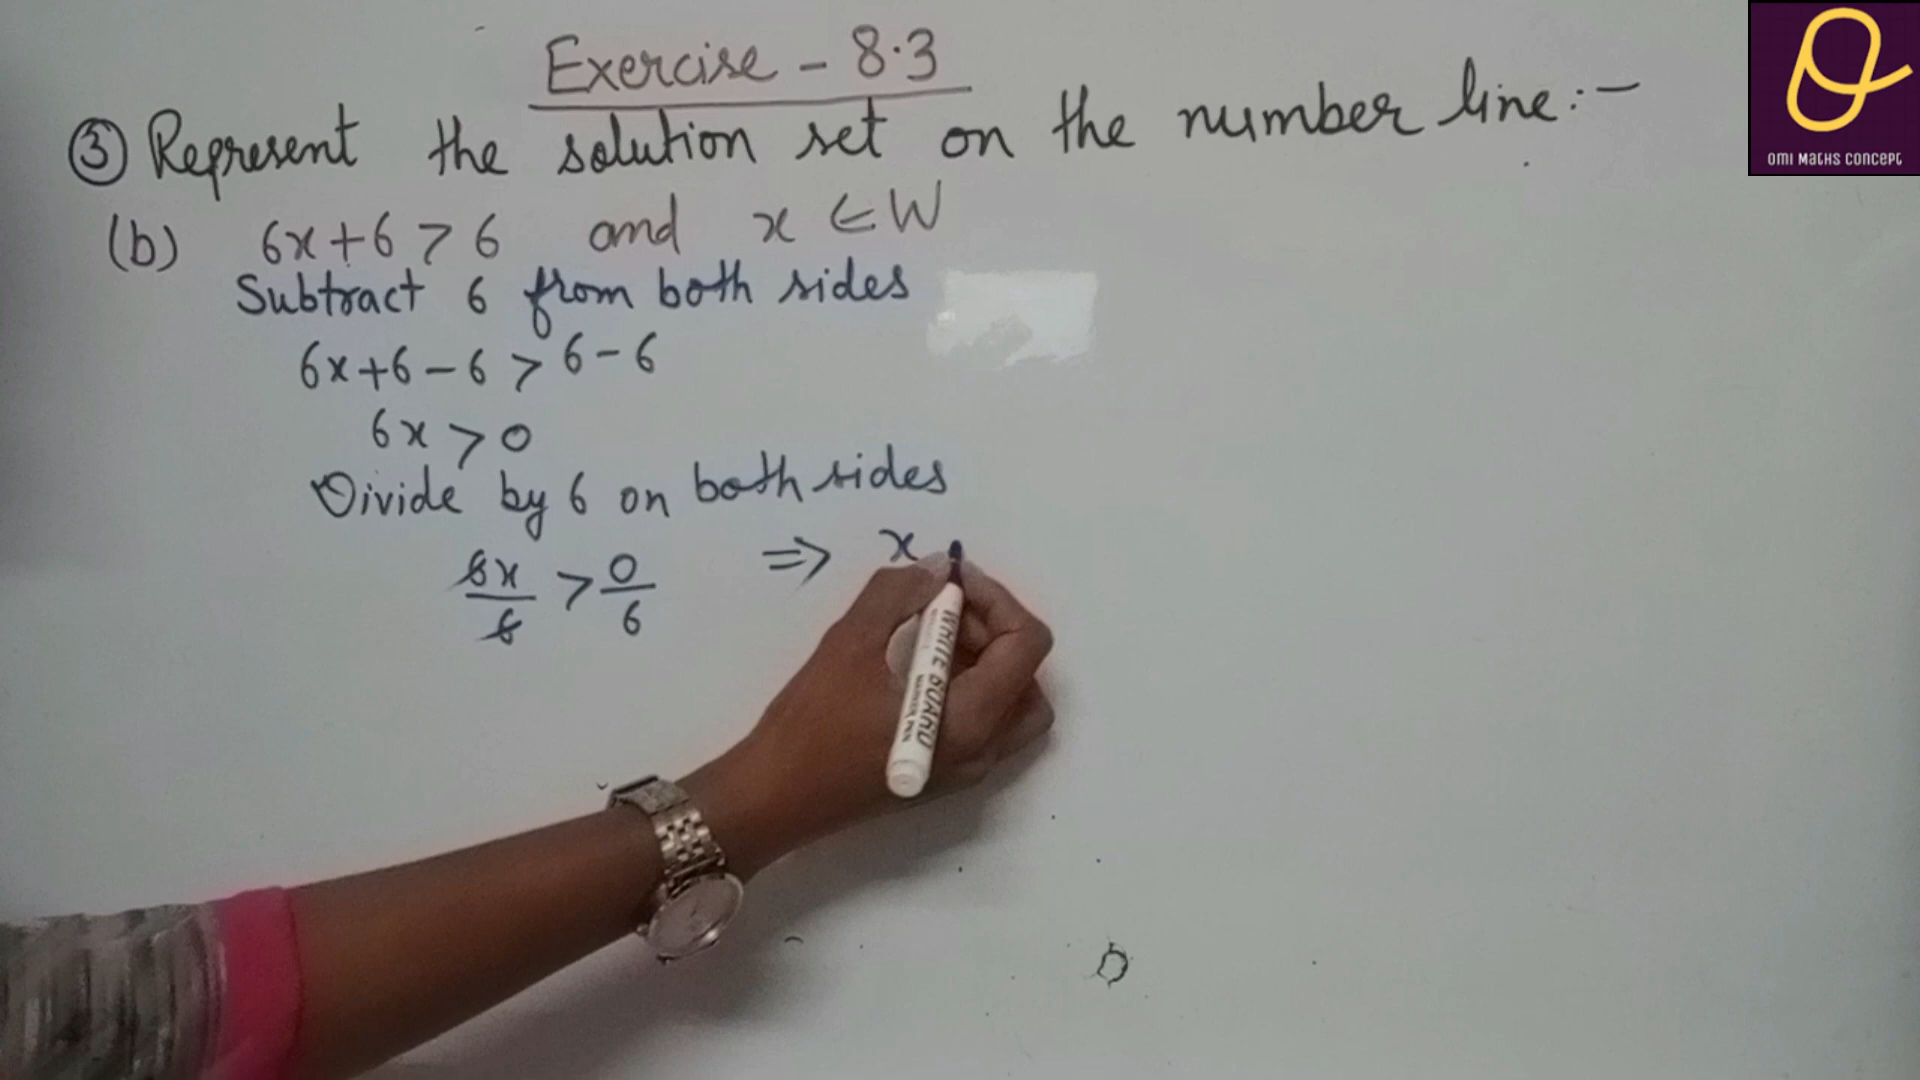 Exercise - 8.3
③ Represent the solution set on the number line:-
(b) 6x+6 > 6 and x ∈ W
Subtract 6 from both sides
6x+6-6 > 6-6
6x > 0
Divide by 6 on both sides
6x/6 > 0/6 ⇒ x
WHITE BOARD
MARKER PEN
OMI MATHS CONCEPT